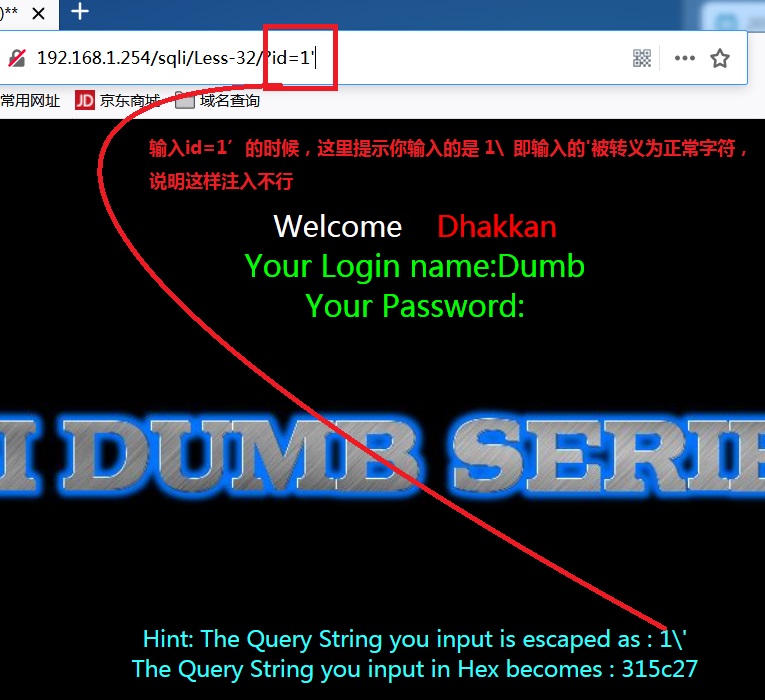 )** × +
192.168.1.254/sqli/Less-32/?id=1'
常用网址 JD 京东商城 域名查询
输入id=1’ 的时候，这里提示你输入的是 1\ 即输入的'被转义为正常字符，
说明这样注入不行
Welcome Dhakkan
Your Login name:Dumb
Your Password:
I DUMB SERIE
Hint: The Query String you input is escaped as : 1\'
The Query String you input in Hex becomes : 315c27